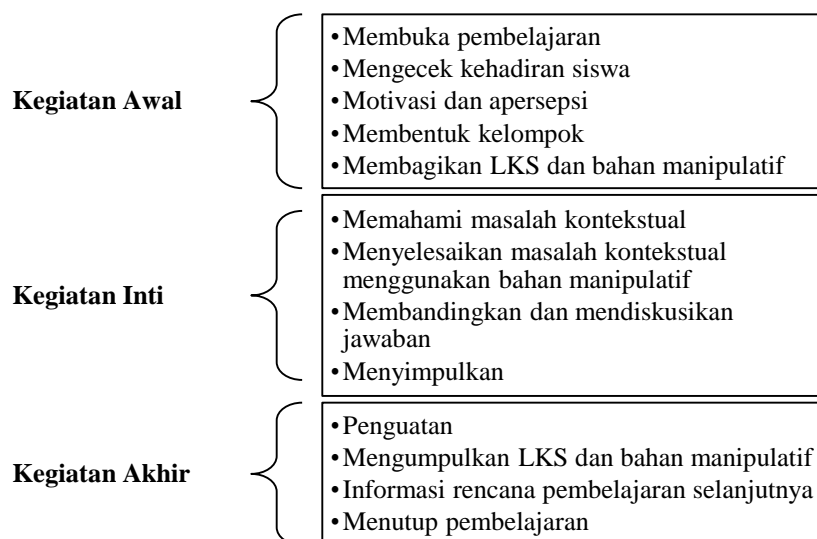 Kegiatan Awal
•Membuka pembelajaran
•Mengecek kehadiran siswa
•Motivasi dan apersepsi
•Membentuk kelompok
•Membagikan LKS dan bahan manipulatif
Kegiatan Inti
•Memahami masalah kontekstual
•Menyelesaikan masalah kontekstual
menggunakan bahan manipulatif
•Membandingkan dan mendiskusikan
jawaban
•Menyimpulkan
Kegiatan Akhir
•Penguatan
•Mengumpulkan LKS dan bahan manipulatif
•Informasi rencana pembelajaran selanjutnya
•Menutup pembelajaran